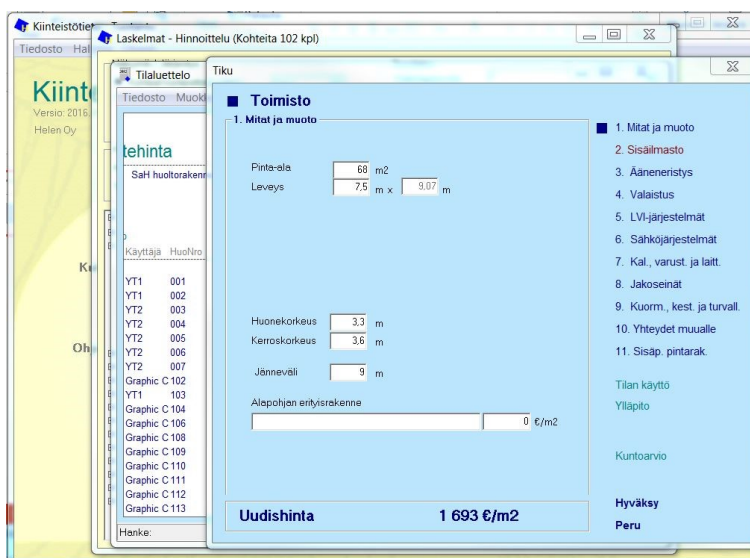 Kiinteistötiet
Laskelmat - Hinnoittelu (Kohteita 102 kpl)
Tiedosto
Kiinte
Versio: 2016.
Helen Oy
Tilaluettelo
Tiedosto Muok
tehinta
SaH huoltorakenn
Käyttäjä HuoNro
YT1 001
YT1 002
YT2 003
YT2 004
YT2 005
YT2 006
YT2 007
Graphic C 102
YT1 103
Graphic C 104
Graphic C 106
Graphic C 108
Graphic C 109
Graphic C 110
Graphic C 111
Graphic C 112
Graphic C 113
Hanke:
Tiku
Toimisto
1. Mitat ja muoto
Pinta-ala 68 m2
Leveys 7,5 m x 9,07 m
Huonekorkeus 3,3 m
Kerroskorkeus 3,6 m
Jänneväli 9 m
Alapohjan erityisrakenne
0 €/m2
Uudishinta 1 693 €/m2
1. Mitat ja muoto
2. Sisäilmasto
3. Ääneneristys
4. Valaistus
5. LVI-järjestelmät
6. Sähköjärjestelmät
7. Kal., varust. ja laitt.
8. Jakoseinät
9. Kuorm., kest. ja turvall.
10. Yhteydet muualle
11. Sisäp. pintarak.
Tilan käyttö
Ylläpito
Kuntoarvio
Hyväksy
Peru